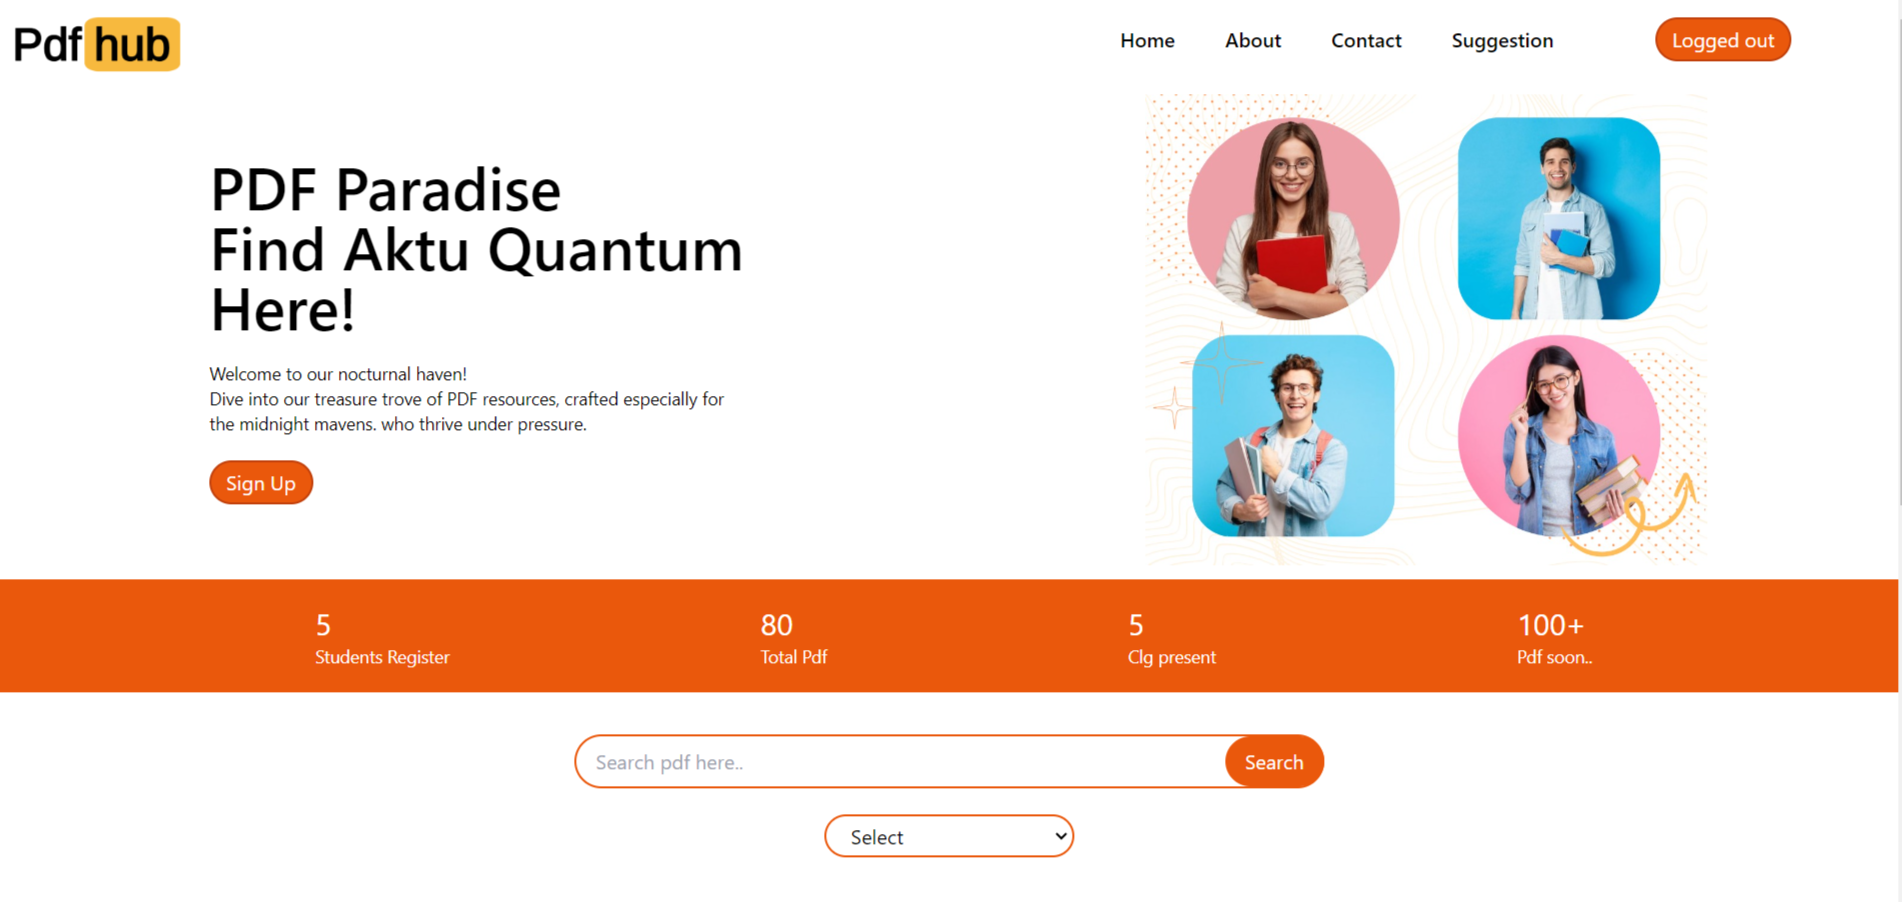 Pdf hub
Home About Contact Suggestion Logged out
PDF Paradise
Find Aktu Quantum
Here!
Welcome to our nocturnal haven!
Dive into our treasure trove of PDF resources, crafted especially for
the midnight mavens. who thrive under pressure.
Sign Up
5 80 5 100+
Students Register Total Pdf Clg present Pdf soon..
Search pdf here.. Search
Select